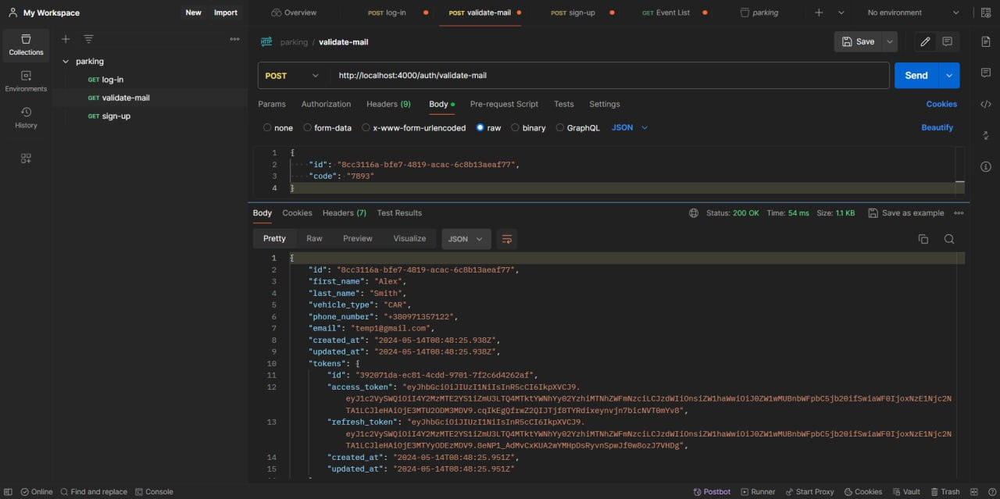 My Workspace
New Import
Overview
POST log-in
POST validate-mail
POST sign-up
GET Event List
parking
No environment
Collections
Environments
History
parking
GET log-in
GET validate-mail
GET sign-up
HTTP parking / validate-mail
Save
POST http://localhost:4000/auth/validate-mail
Send
Params Authorization Headers (9) Body Pre-request Script Tests Settings
Cookies
none form-data x-www-form-urlencoded raw binary GraphQL JSON
Beautify
1 {
2 "id": "8cc3116a-bfe7-4819-acac-6c8b13aeaf77",
3 "code": "7893"
4 }
Body Cookies Headers (7) Test Results
Status: 200 OK Time: 54 ms Size: 1.1 KB Save as example
Pretty Raw Preview Visualize JSON
1 {
2 "id": "8cc3116a-bfe7-4819-acac-6c8b13aeaf77",
3 "first_name": "Alex",
4 "last_name": "Smith",
5 "vehicle_type": "CAR",
6 "phone_number": "+380971357122",
7 "email": "temp1@gmail.com",
8 "created_at": "2024-05-14T08:48:25.938Z",
9 "updated_at": "2024-05-14T08:48:25.938Z",
10 "tokens": {
11 "id": "392071da-ec81-4cdd-9701-7f2c6d4262af",
12 "access_token": "eyJhbGciOiJIUzI1NiIsInR5cCI6IkpXVCJ9.
13 "refresh_token": "eyJhbGciOiJIUzI1NiIsInR5cCI6IkpXVCJ9.
14 "created_at": "2024-05-14T08:48:25.951Z",
15 "updated_at": "2024-05-14T08:48:25.951Z"
Online Find and replace Console
Postbot Runner Start Proxy Cookies Vault Trash